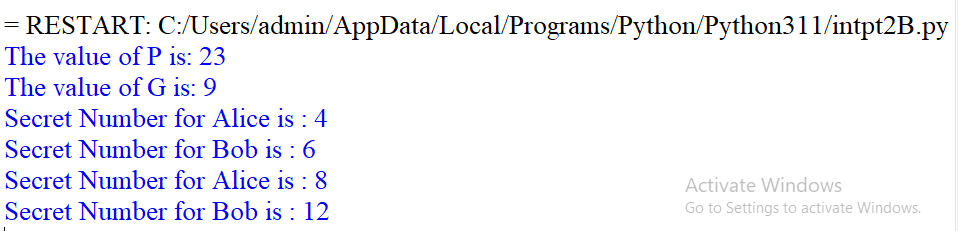 = RESTART: C:/Users/admin/AppData/Local/Programs/Python/Python311/intpt2B.py
The value of P is: 23
The value of G is: 9
Secret Number for Alice is : 4
Secret Number for Bob is : 6
Secret Number for Alice is : 8
Secret Number for Bob is : 12
Activate Windows
Go to Settings to activate Windows.